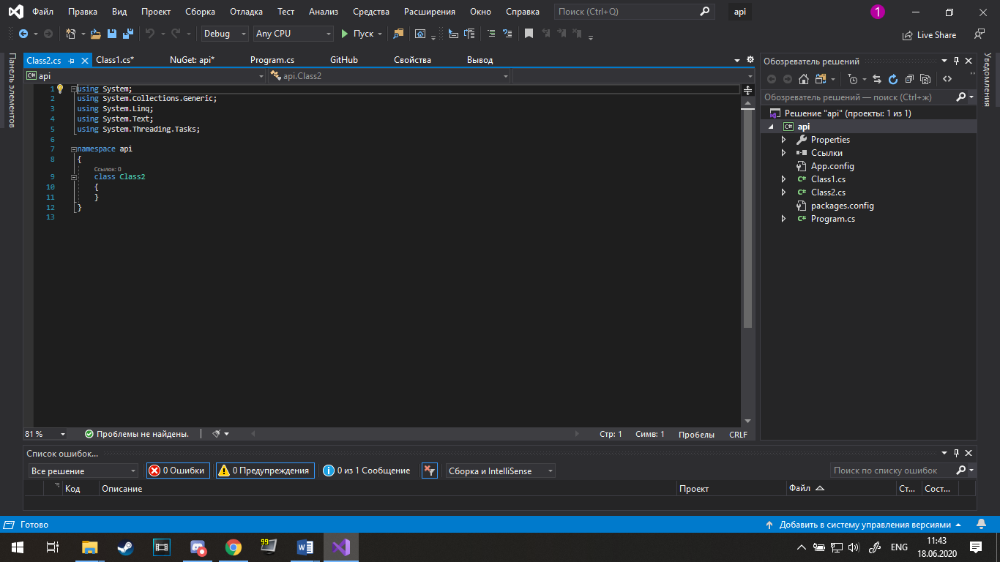 Файл Правка Вид Проект Сборка Отладка Тест Анализ Средства Расширения Окно Справка Поиск (Ctrl+Q) api 1
Debug Any CPU Пуск Live Share
Панель элементов
Class2.cs Class1.cs* NuGet: api* Program.cs GitHub Свойства Вывод
C# api api.Class2
1 using System;
2 using System.Collections.Generic;
3 using System.Linq;
4 using System.Text;
5 using System.Threading.Tasks;
6
7 namespace api
8 {
Ссылок: 0
9 class Class2
10 {
11 }
12 }
13
81 % Проблемы не найдены. Стр: 1 Симв: 1 Пробелы CRLF
Обозреватель решений
Обозреватель решений — поиск (Ctrl+ж)
Решение "api" (проекты: 1 из 1)
C# api
Properties
Ссылки
App.config
C# Class1.cs
C# Class2.cs
packages.config
C# Program.cs
Уведомления
Список ошибок...
Все решение 0 Ошибки 0 Предупреждения 0 из 1 Сообщение Сборка и IntelliSense Поиск по списку ошибок
Код Описание Проект Файл Ст... Сост...
Готово Добавить в систему управления версиями
99 ENG 11:43
18.06.2020